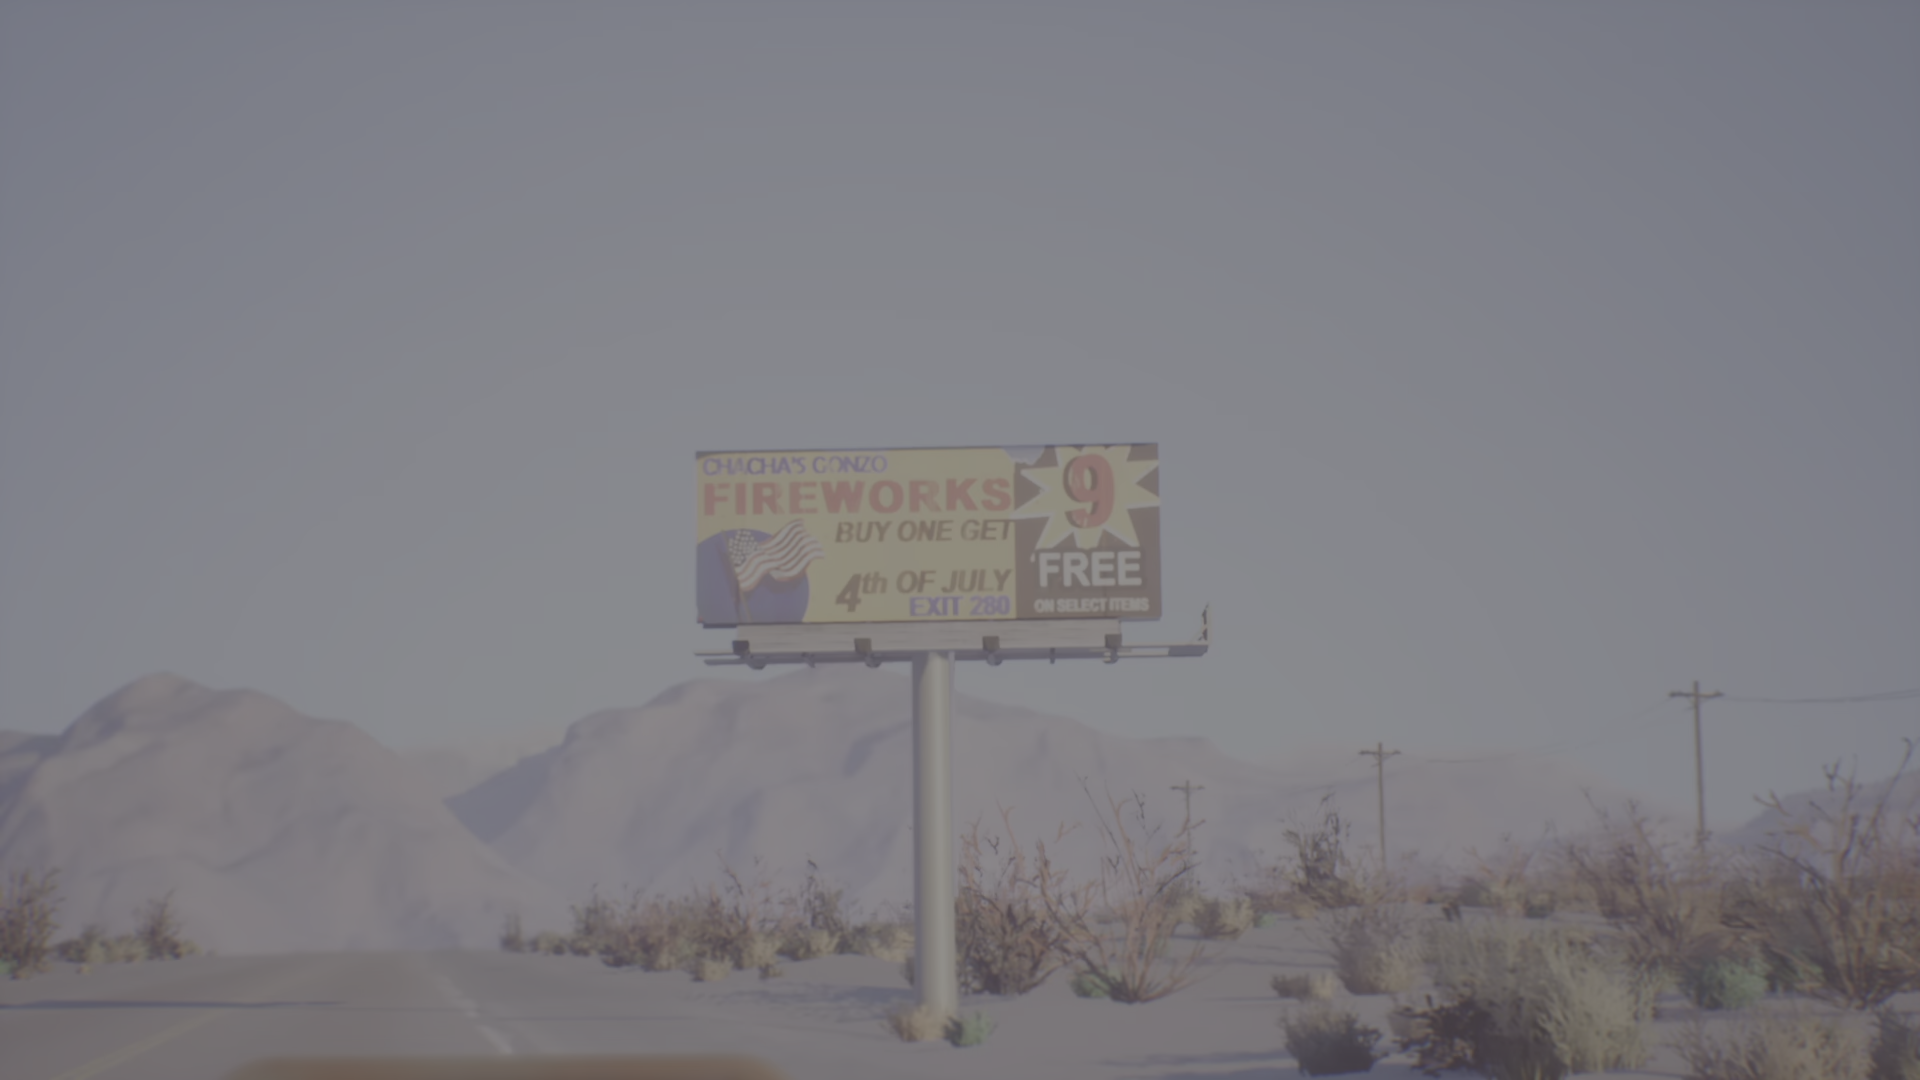 CHACHA'S GONZO
FIREWORKS
BUY ONE GET
9
FREE
ON SELECT ITEMS
4th OF JULY
EXIT 280